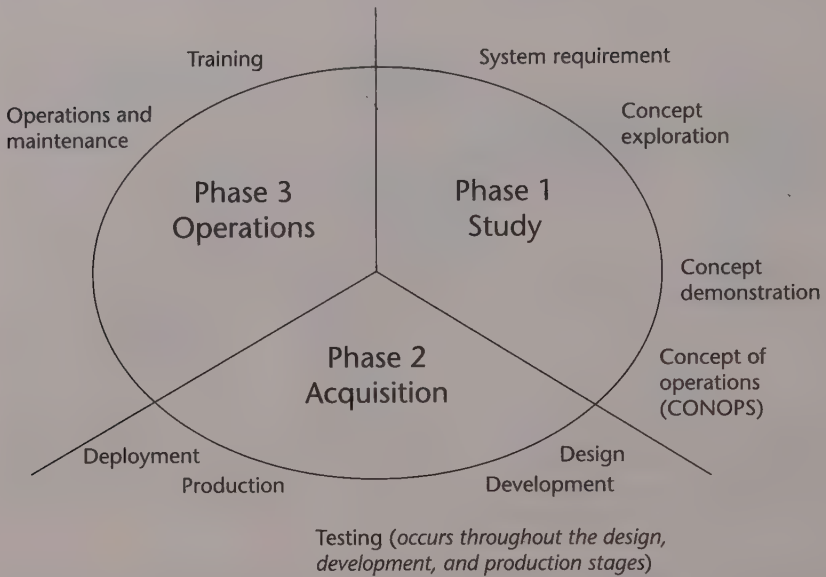 Training
System requirement
Operations and
maintenance
Concept
exploration
Phase 3
Operations
Phase 1
Study
Concept
demonstration
Phase 2
Acquisition
Concept of
operations
(CONOPS)
Deployment
Production
Design
Development
Testing (occurs throughout the design,
development, and production stages)